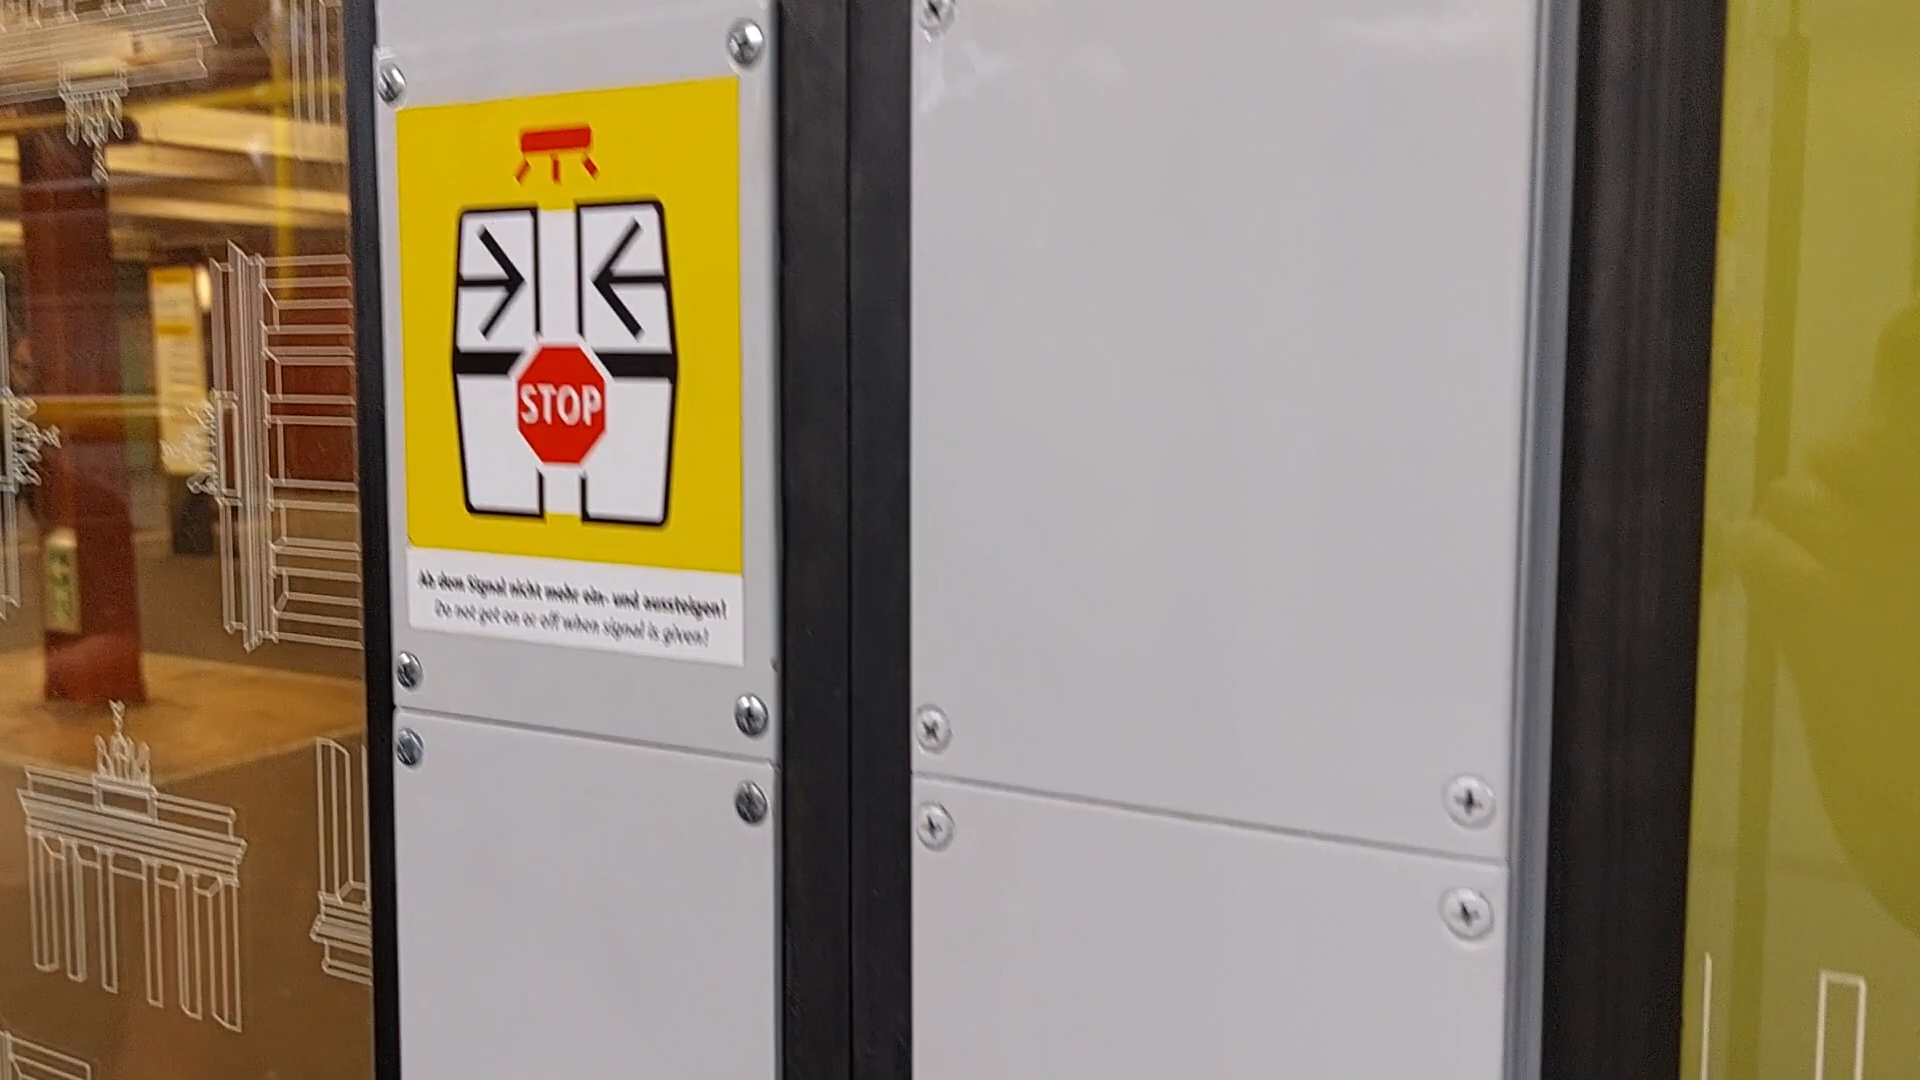 STOP
Ab dem Signal nicht mehr ein- und aussteigen!
Do not get on or off when signal is given!